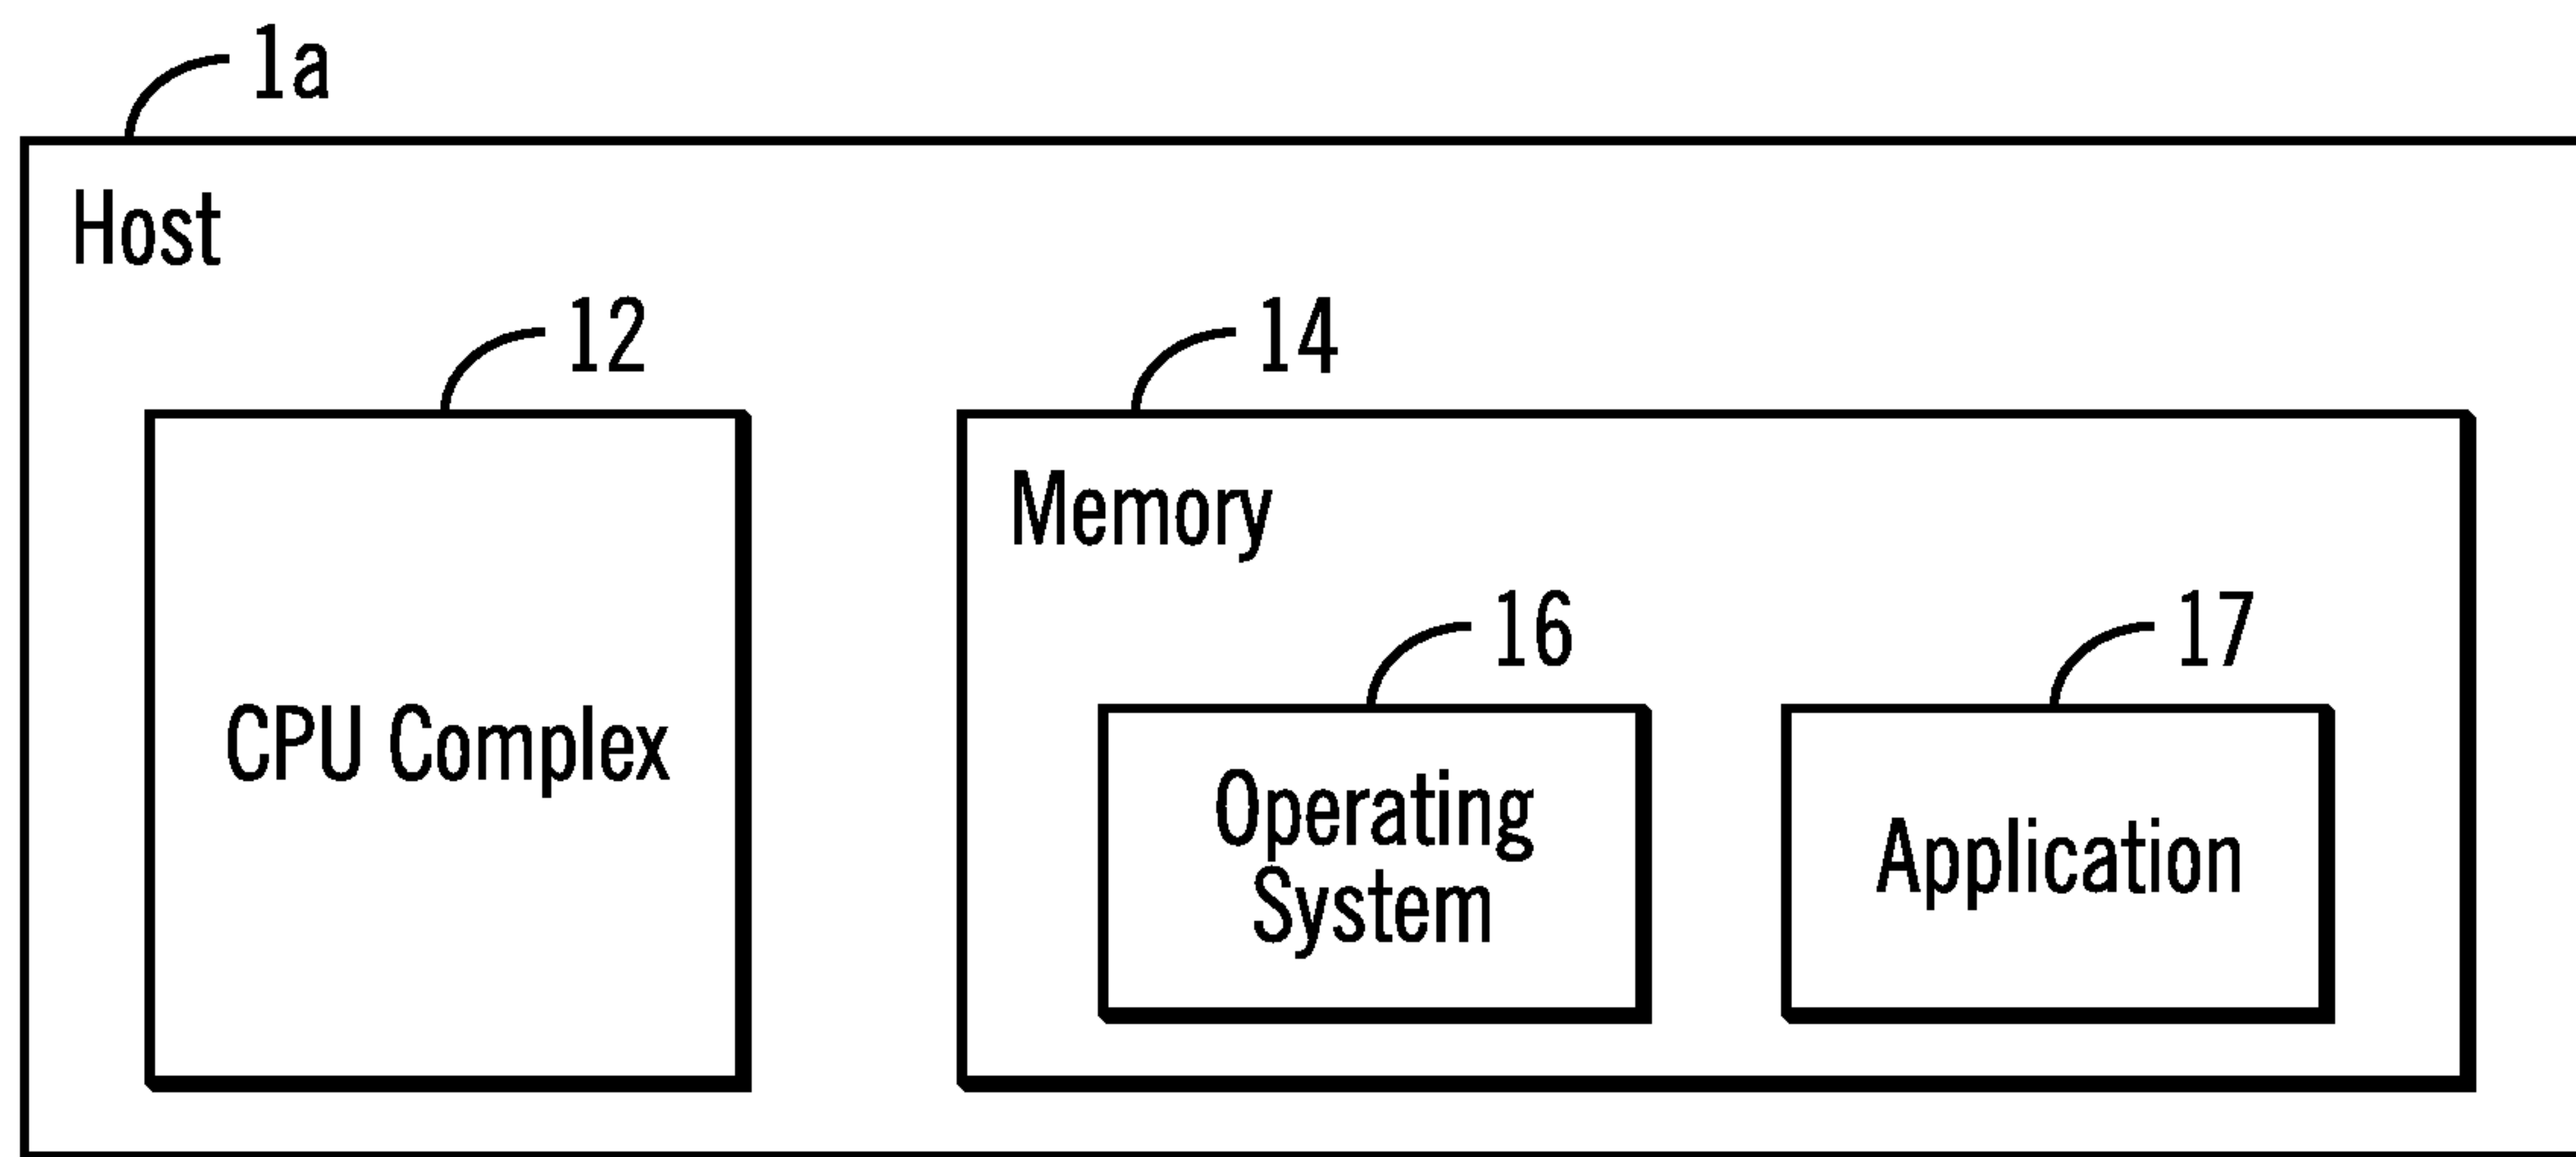 1a
Host
12
14
CPU Complex
Memory
16
17
Operating
System
Application